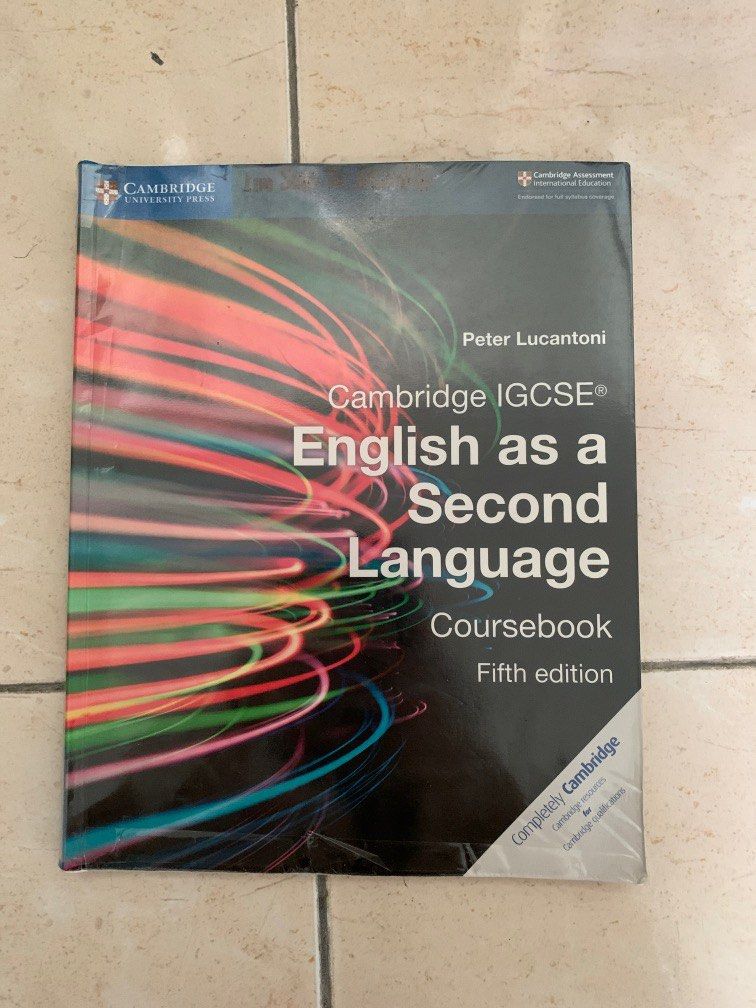 CAMBRIDGE
UNIVERSITY PRESS
Cambridge Assessment
International Education
Endorsed for full syllabus coverage
Peter Lucantoni
Cambridge IGCSE®
English as a
Second
Language
Coursebook
Fifth edition
Completely Cambridge
Cambridge resources
for
Cambridge qualifications